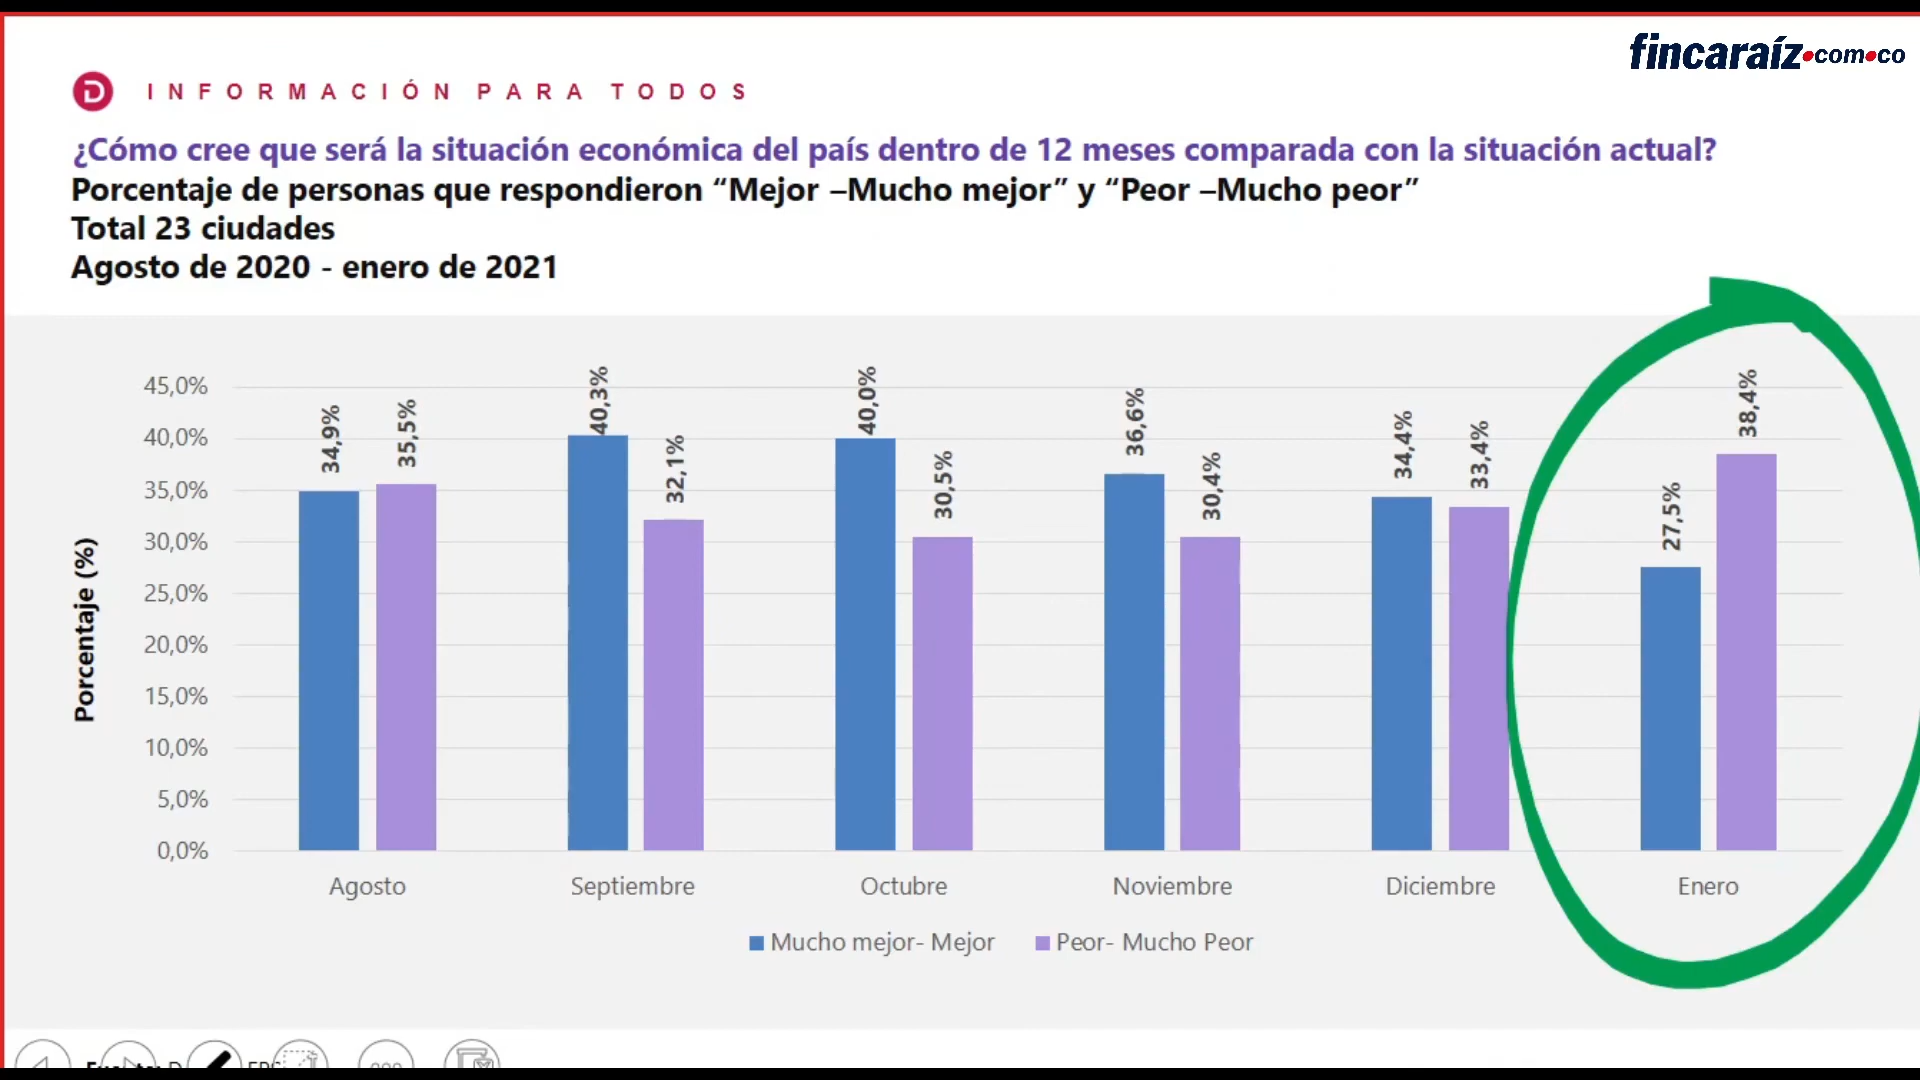 fincaraíz.com.co
D INFORMACIÓN PARA TODOS
¿Cómo cree que será la situación económica del país dentro de 12 meses comparada con la situación actual?
Porcentaje de personas que respondieron “Mejor –Mucho mejor” y “Peor –Mucho peor”
Total 23 ciudades
Agosto de 2020 - enero de 2021
Porcentaje (%)
45,0%
40,0%
35,0%
30,0%
25,0%
20,0%
15,0%
10,0%
5,0%
0,0%
34,9% 35,5%
40,3% 32,1%
40,0% 30,5%
36,6% 30,4%
34,4% 33,4%
27,5% 38,4%
Agosto Septiembre Octubre Noviembre Diciembre Enero
Mucho mejor- Mejor Peor- Mucho Peor